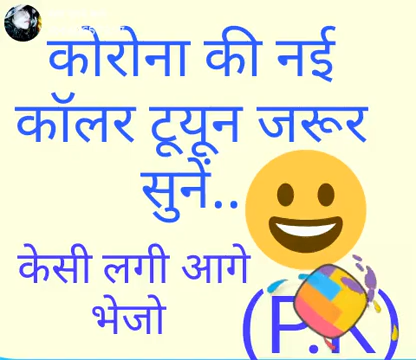 कोरोना की नई
कॉलर टूयून जरूर
सुनें..
केसी लगी आगे
भेजो
(P.K)